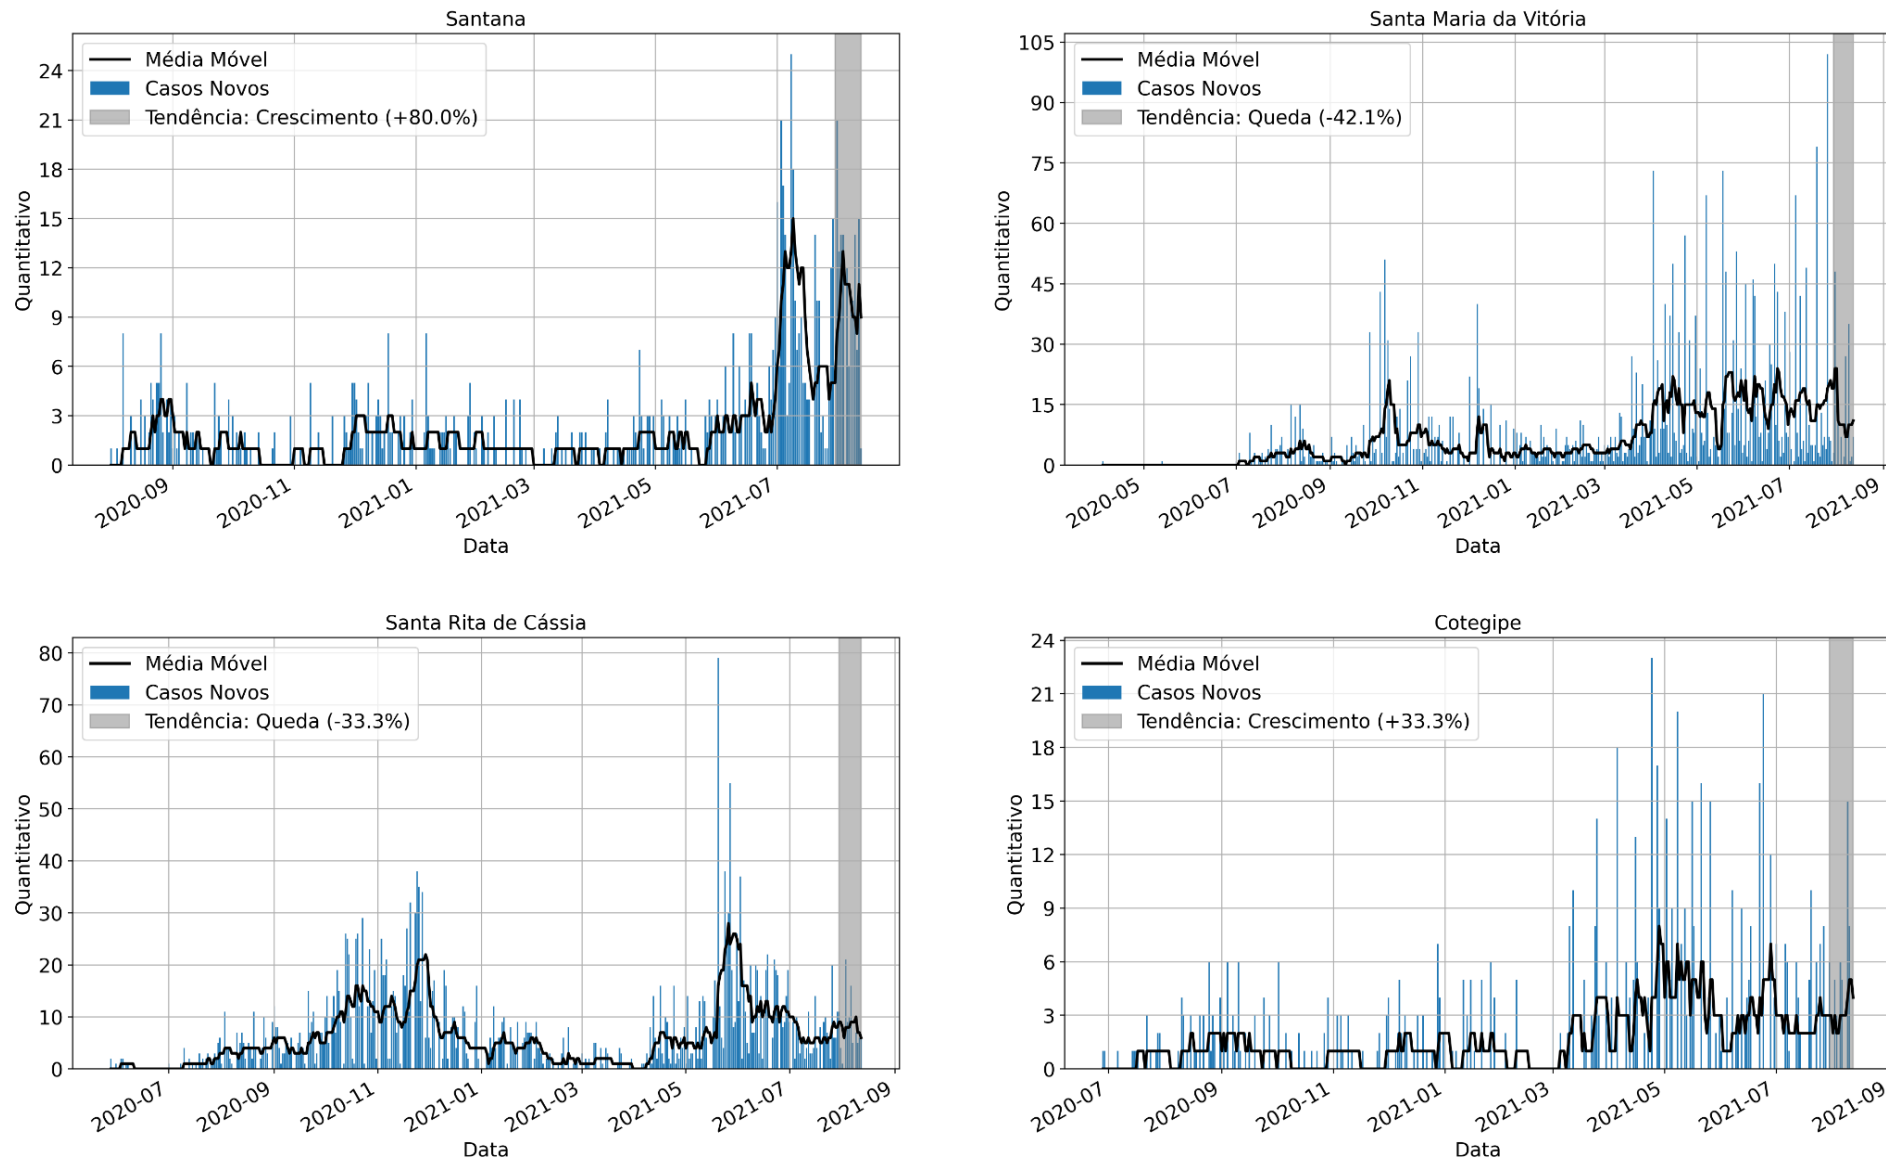 Santana
Média Móvel
Casos Novos
Tendência: Crescimento (+80.0%)
Quantitativo
24
21
18
15
12
9
6
3
0
2020-09
2020-11
2021-01
2021-03
2021-05
2021-07
Data
Santa Maria da Vitória
Média Móvel
Casos Novos
Tendência: Queda (-42.1%)
Quantitativo
105
90
75
60
45
30
15
0
2020-05
2020-07
2020-09
2020-11
2021-01
2021-03
2021-05
2021-07
2021-09
Data
Santa Rita de Cássia
Média Móvel
Casos Novos
Tendência: Queda (-33.3%)
Quantitativo
80
70
60
50
40
30
20
10
0
2020-07
2020-09
2020-11
2021-01
2021-03
2021-05
2021-07
2021-09
Data
Cotegipe
Média Móvel
Casos Novos
Tendência: Crescimento (+33.3%)
Quantitativo
24
21
18
15
12
9
6
3
0
2020-07
2020-09
2020-11
2021-01
2021-03
2021-05
2021-07
2021-09
Data